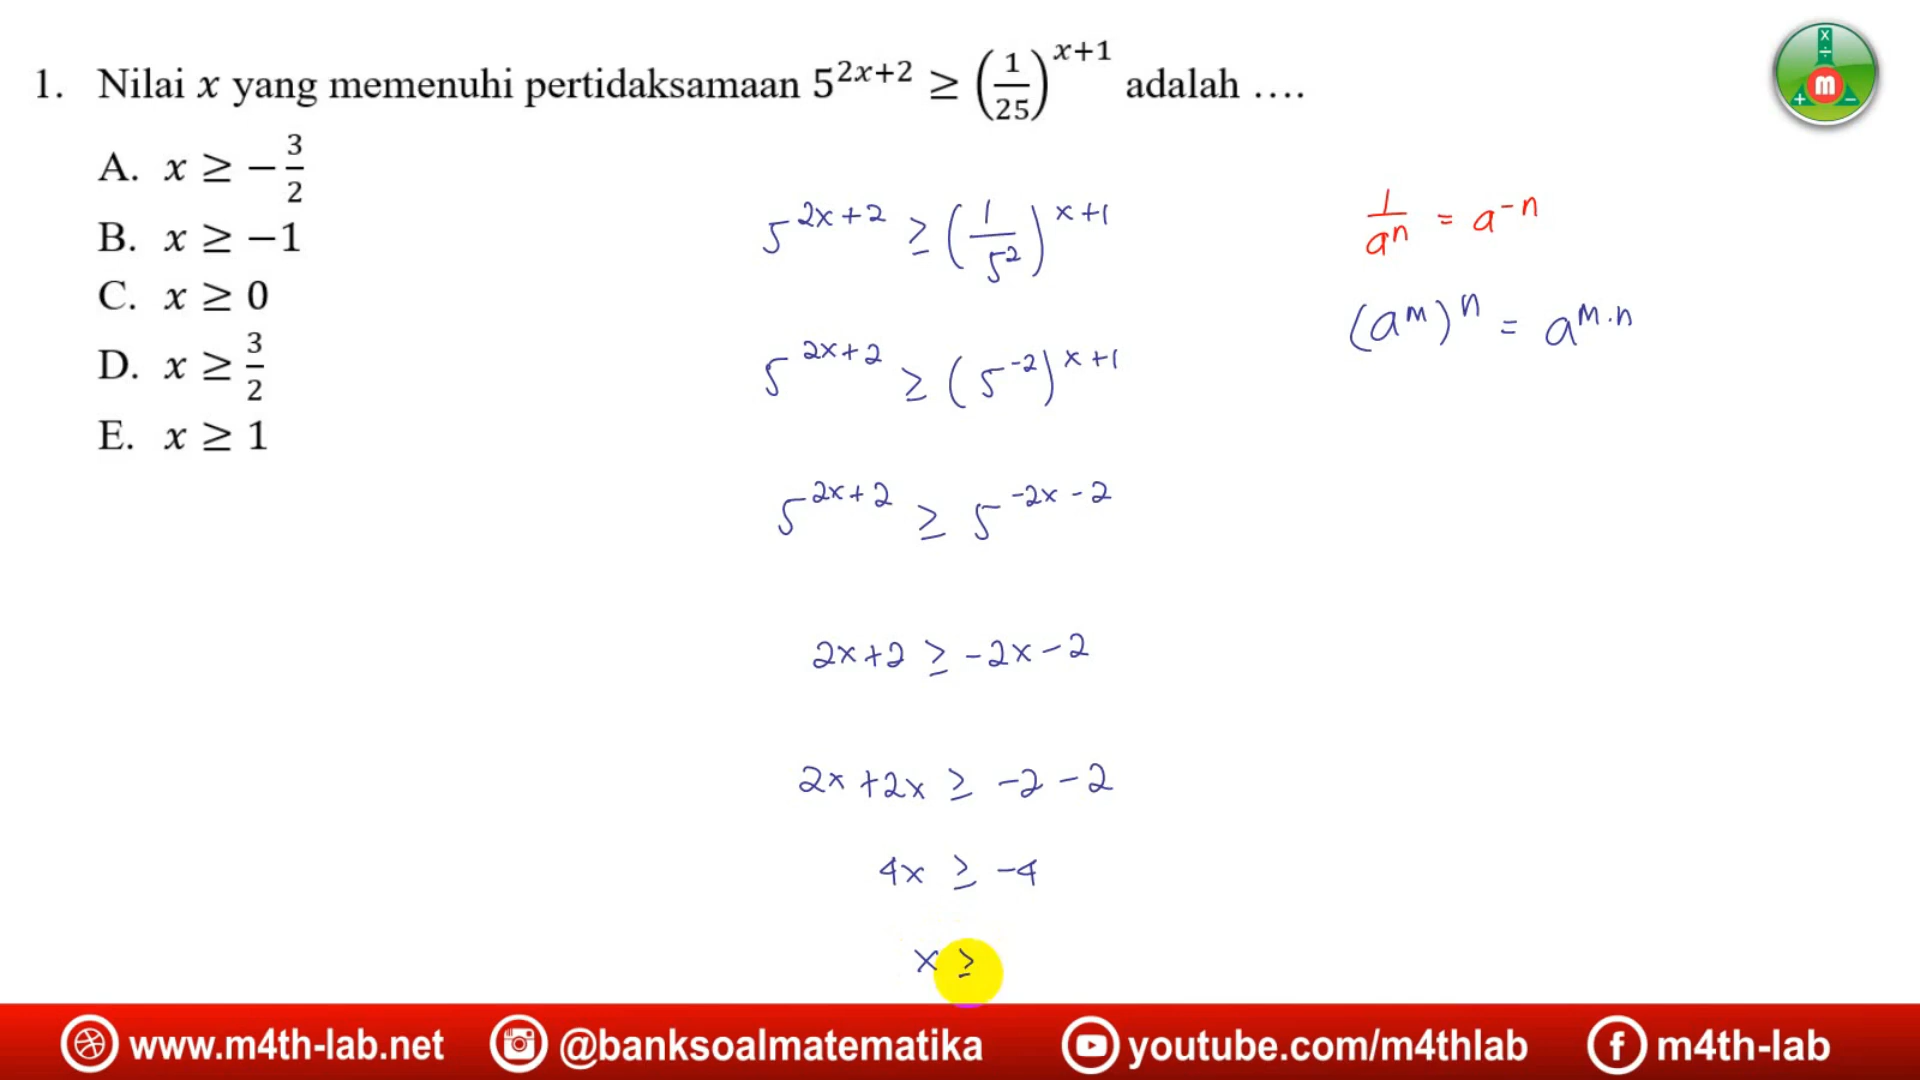 1. Nilai x yang memenuhi pertidaksamaan 5^{2x+2} ≥ (1/25)^{x+1} adalah ....
A. x ≥ -3/2
B. x ≥ -1
C. x ≥ 0
D. x ≥ 3/2
E. x ≥ 1
5^{2x+2} ≥ (1/5^2)^{x+1}
5^{2x+2} ≥ (5^{-2})^{x+1}
5^{2x+2} ≥ 5^{-2x-2}
2x+2 ≥ -2x-2
2x+2x ≥ -2-2
4x ≥ -4
x ≥
1/a^n = a^{-n}
(a^m)^n = a^{m.n}
x
÷
m
+ −
www.m4th-lab.net @banksoalmatematika youtube.com/m4thlab f m4th-lab